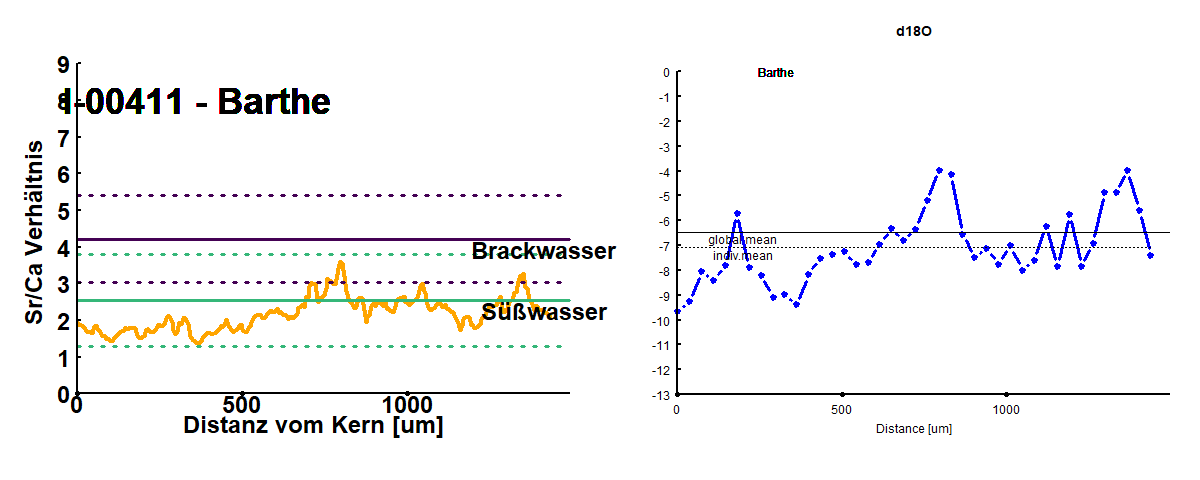 9
I-00411 - Barthe
8
7
6
5
4
3
2
1
0
Sr/Ca Verhältnis
Brackwasser
Süßwasser
0 500 1000
Distanz vom Kern [um]
d18O
Barthe
0
-1
-2
-3
-4
-5
-6
-7
-8
-9
-10
-11
-12
-13
global.mean
indiv.mean
0 500 1000
Distance [um]